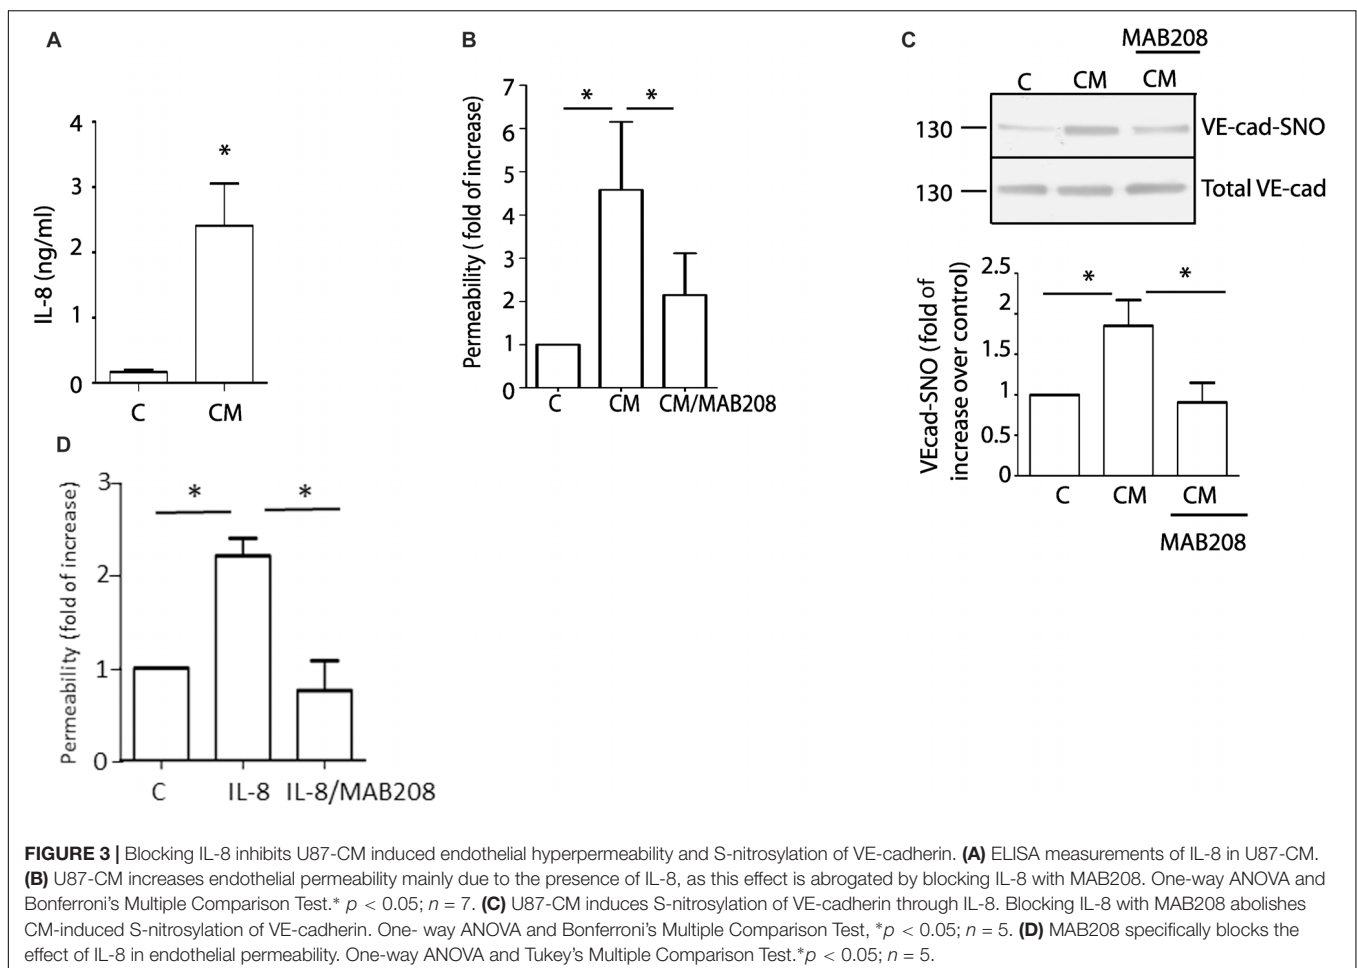 A
IL-8 (ng/ml)
4
3
2
1
0
*
C CM
B
Permeability ( fold of increase)
7
6
5
4
3
2
1
0
* *
C CM CM/MAB208
C
MAB208
C CM CM
130 VE-cad-SNO
130 Total VE-cad
VEcad-SNO (fold of
increase over control)
2.5
2
1.5
1
0.5
0
* *
C CM CM
MAB208
D
Permeability (fold of increase)
3
2
1
0
* *
C IL-8 IL-8/MAB208
FIGURE 3 | Blocking IL-8 inhibits U87-CM induced endothelial hyperpermeability and S-nitrosylation of VE-cadherin. (A) ELISA measurements of IL-8 in U87-CM.
(B) U87-CM increases endothelial permeability mainly due to the presence of IL-8, as this effect is abrogated by blocking IL-8 with MAB208. One-way ANOVA and
Bonferroni's Multiple Comparison Test.* p < 0.05; n = 7. (C) U87-CM induces S-nitrosylation of VE-cadherin through IL-8. Blocking IL-8 with MAB208 abolishes
CM-induced S-nitrosylation of VE-cadherin. One- way ANOVA and Bonferroni's Multiple Comparison Test, *p < 0.05; n = 5. (D) MAB208 specifically blocks the
effect of IL-8 in endothelial permeability. One-way ANOVA and Tukey's Multiple Comparison Test.*p < 0.05; n = 5.